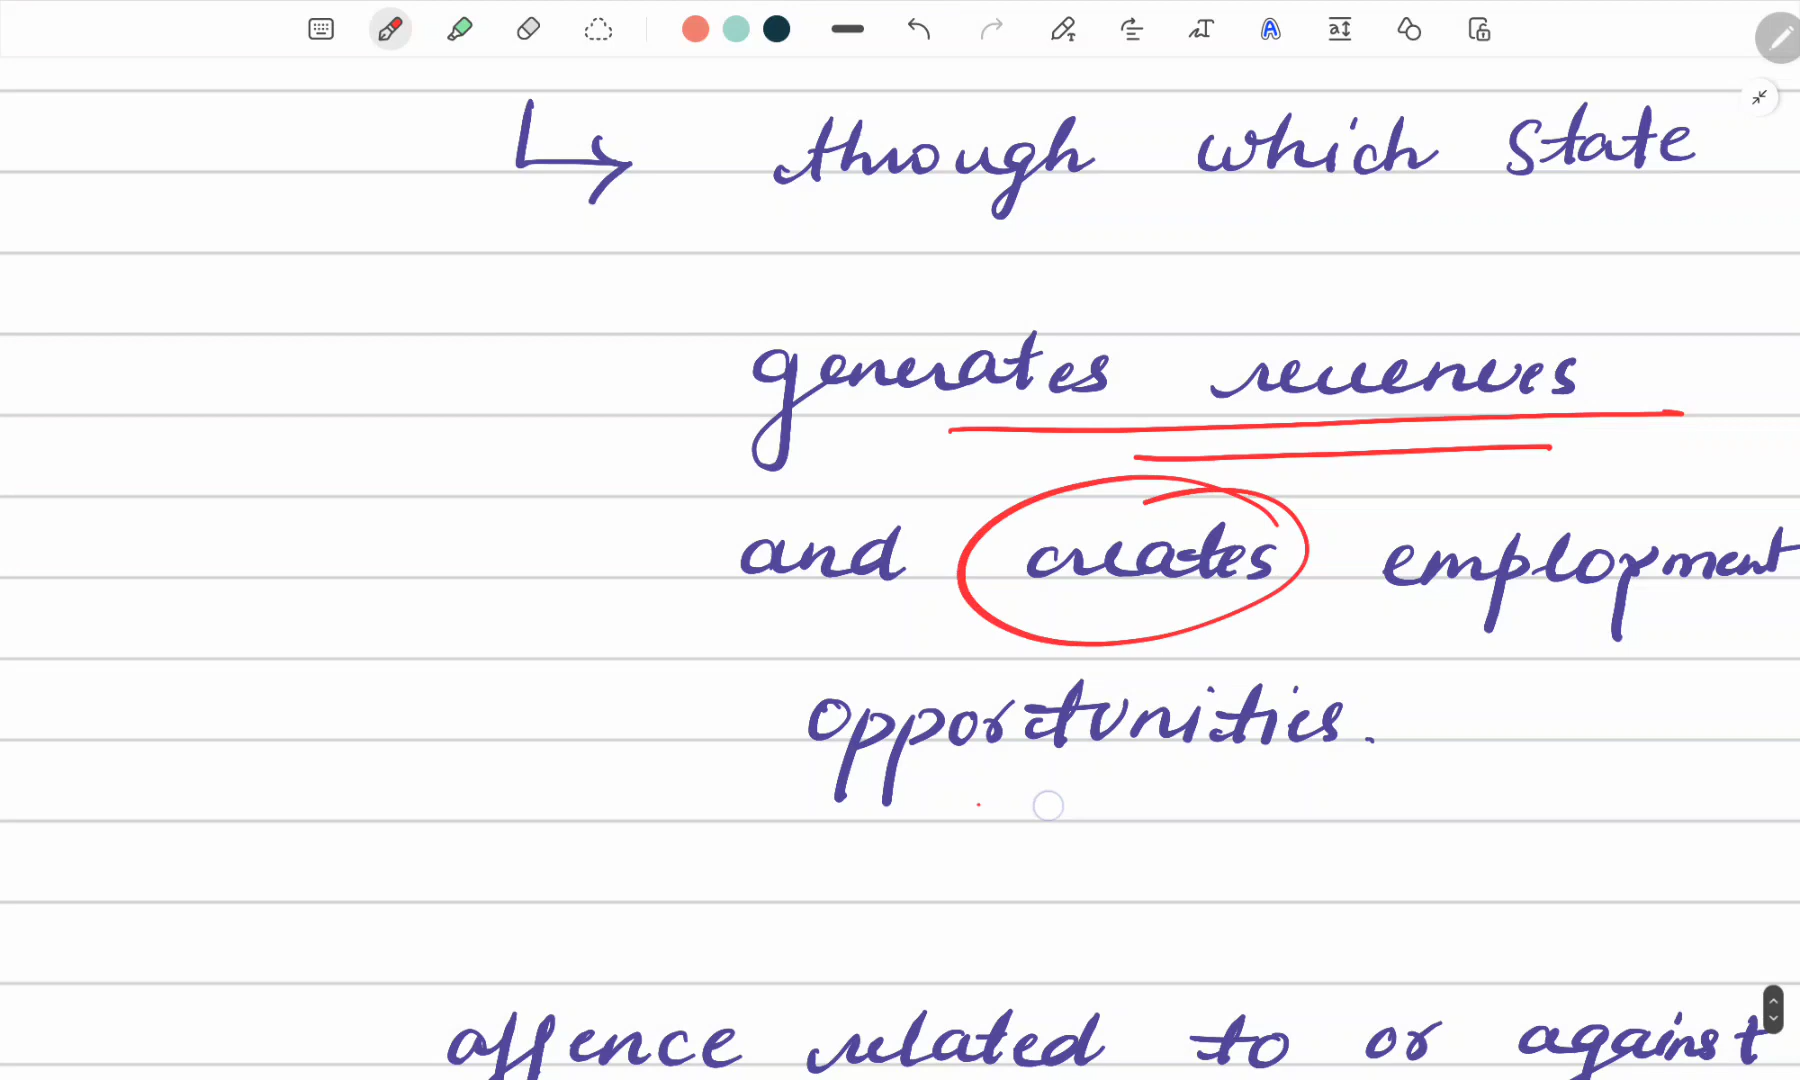 ↳ through which state
generates revenues
and creates employment
opportunities.
offence related to or against